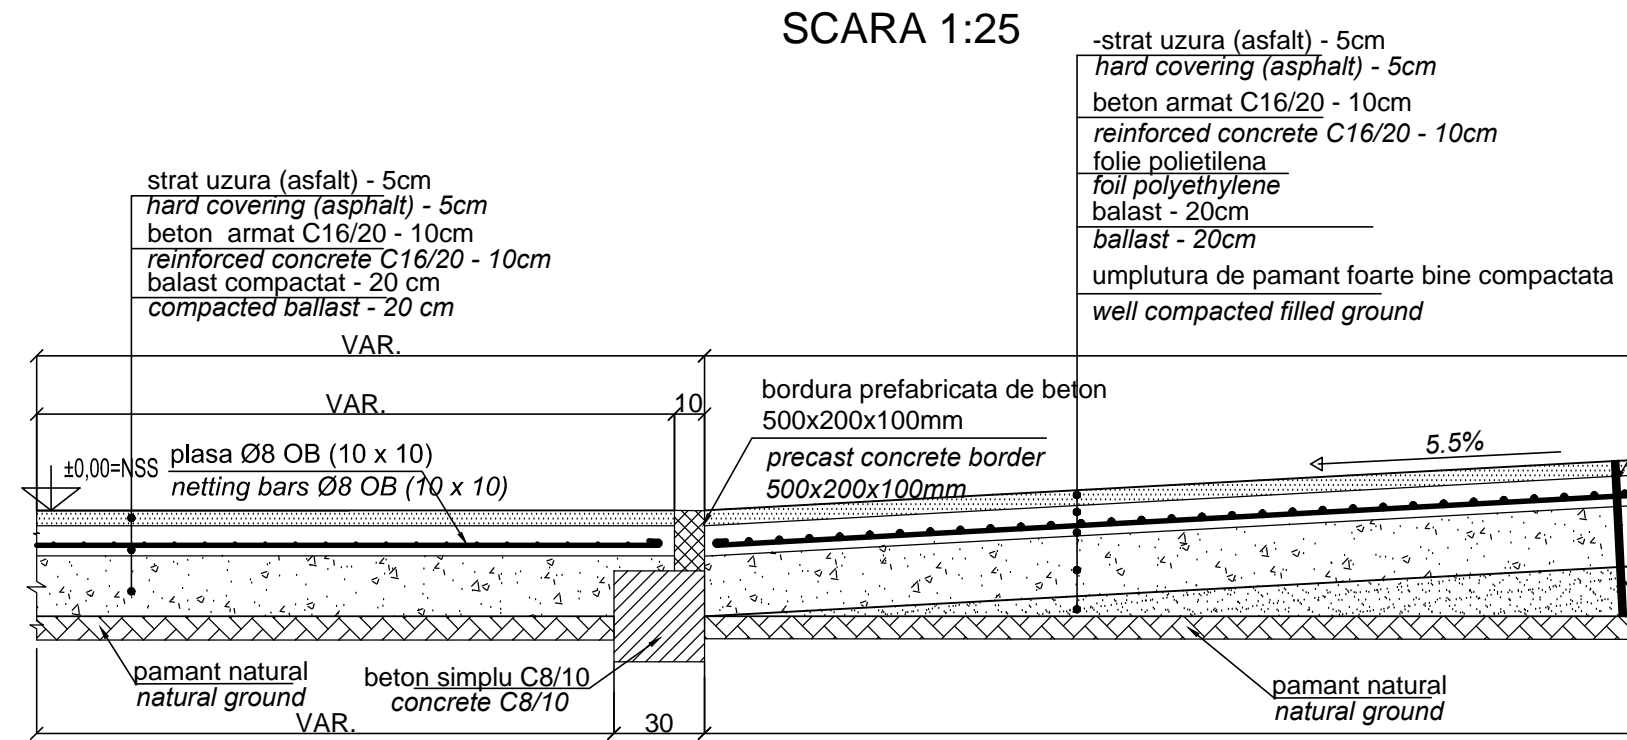 SCARA 1:25
-strat uzura (asfalt) - 5cm
hard covering (asphalt) - 5cm
beton armat C16/20 - 10cm
reinforced concrete C16/20 - 10cm
folie polietilena
foil polyethylene
balast - 20cm
ballast - 20cm
umplutura de pamant foarte bine compactata
well compacted filled ground
strat uzura (asfalt) - 5cm
hard covering (asphalt) - 5cm
beton armat C16/20 - 10cm
reinforced concrete C16/20 - 10cm
balast compactat - 20 cm
compacted ballast - 20 cm
VAR.
VAR.
10
bordura prefabricata de beton
500x200x100mm
precast concrete border
500x200x100mm
±0,00=NSS
plasa Ø8 OB (10 x 10)
netting bars Ø8 OB (10 x 10)
5.5%
pamant natural
natural ground
beton simplu C8/10
concrete C8/10
pamant natural
natural ground
VAR.
30